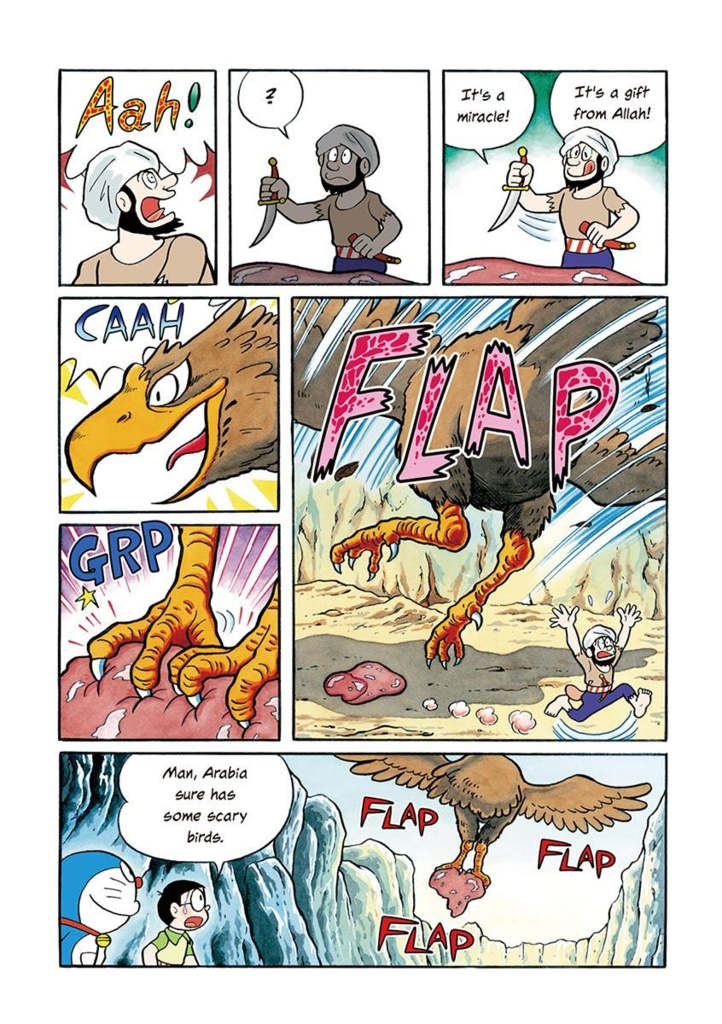 Aah!
?
It's a
miracle!
It's a gift
from Allah!
CAAH
FLAP
GRP
Man, Arabia
sure has
some scary
birds.
FLAP
FLAP
FLAP